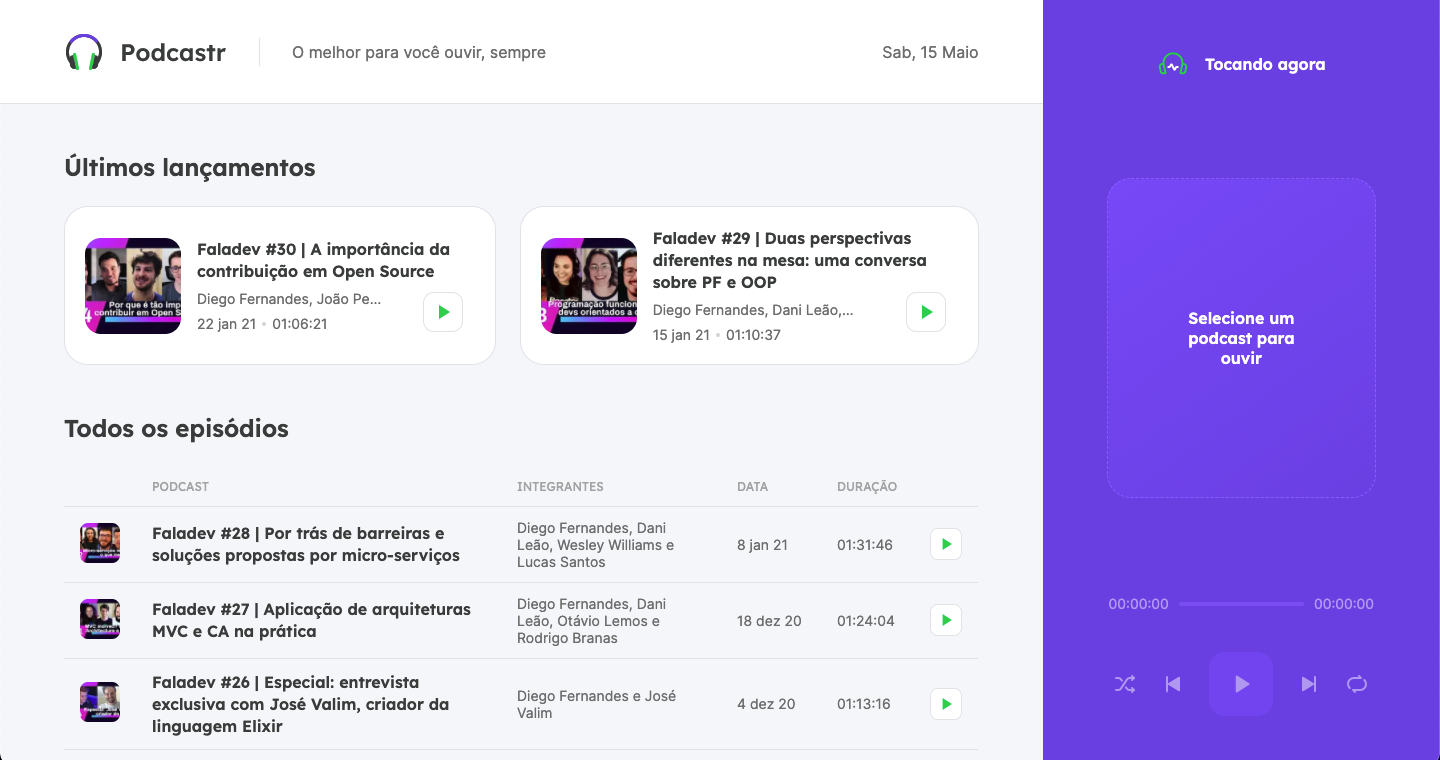 Podcastr
O melhor para você ouvir, sempre
Sab, 15 Maio
Tocando agora
Últimos lançamentos
Por que é tão imp
contribuir em Open S
Faladev #30 | A importância da
contribuição em Open Source
Diego Fernandes, João Pe...
22 jan 21 • 01:06:21
Programação funcion
devs orientados a o
Faladev #29 | Duas perspectivas
diferentes na mesa: uma conversa
sobre PF e OOP
Diego Fernandes, Dani Leão,...
15 jan 21 • 01:10:37
Selecione um
podcast para
ouvir
Todos os episódios
PODCAST INTEGRANTES DATA DURAÇÃO
Faladev #28 | Por trás de barreiras e
soluções propostas por micro-serviços
Diego Fernandes, Dani
Leão, Wesley Williams e
Lucas Santos
8 jan 21
01:31:46
Faladev #27 | Aplicação de arquiteturas
MVC e CA na prática
Diego Fernandes, Dani
Leão, Otávio Lemos e
Rodrigo Branas
18 dez 20
01:24:04
Faladev #26 | Especial: entrevista
exclusiva com José Valim, criador da
linguagem Elixir
Diego Fernandes e José
Valim
4 dez 20
01:13:16
00:00:00
00:00:00